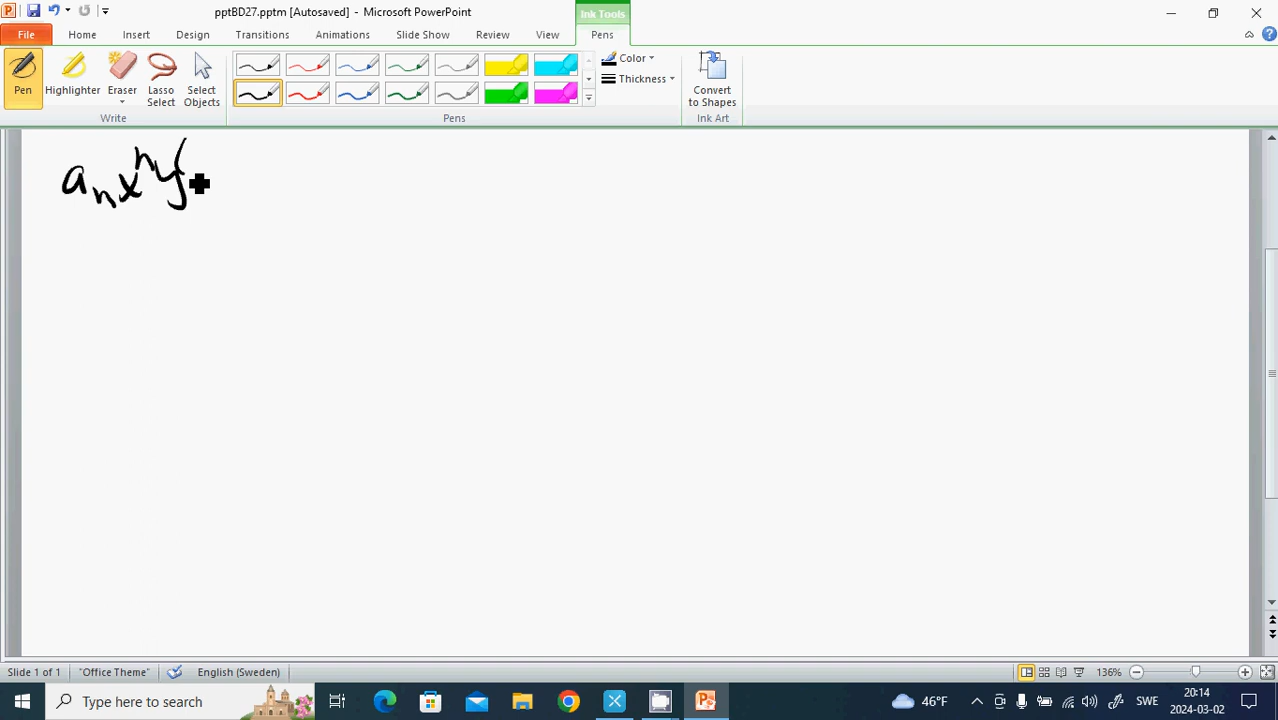 pptBD27.pptm [Autosaved] - Microsoft PowerPoint
Ink Tools
File Home Insert Design Transitions Animations Slide Show Review View Pens
Pen Highlighter Eraser Lasso Select Select Objects
Color
Thickness
Convert to Shapes
Write Pens Ink Art
aₙxⁿy
Slide 1 of 1 "Office Theme" English (Sweden) 136%
Type here to search
46°F SWE 20:14
2024-03-02